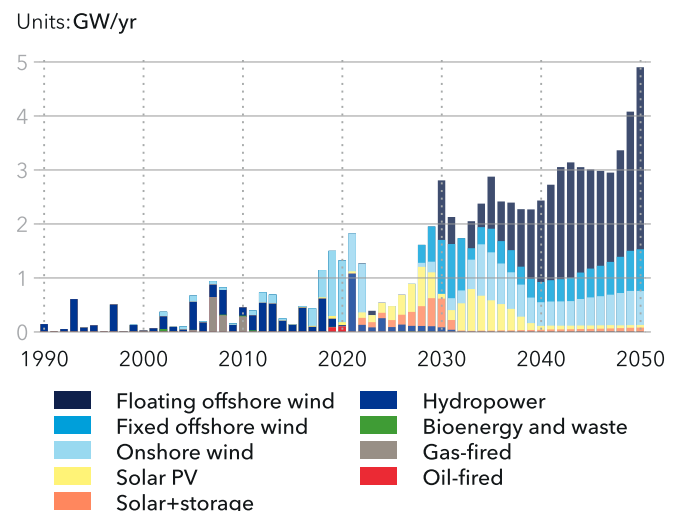 Units: GW/yr
5
4
3
2
1
0
1990 2000 2010 2020 2030 2040 2050
Floating offshore wind Hydropower
Fixed offshore wind Bioenergy and waste
Onshore wind Gas-fired
Solar PV Oil-fired
Solar+storage